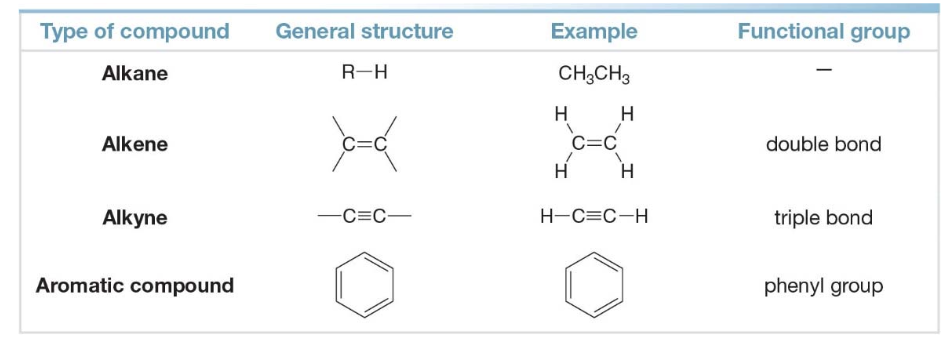 Type of compound General structure Example Functional group
Alkane R—H CH₃CH₃ —
H H
Alkene C=C C=C double bond
H H
Alkyne —C≡C— H—C≡C—H triple bond
Aromatic compound phenyl group